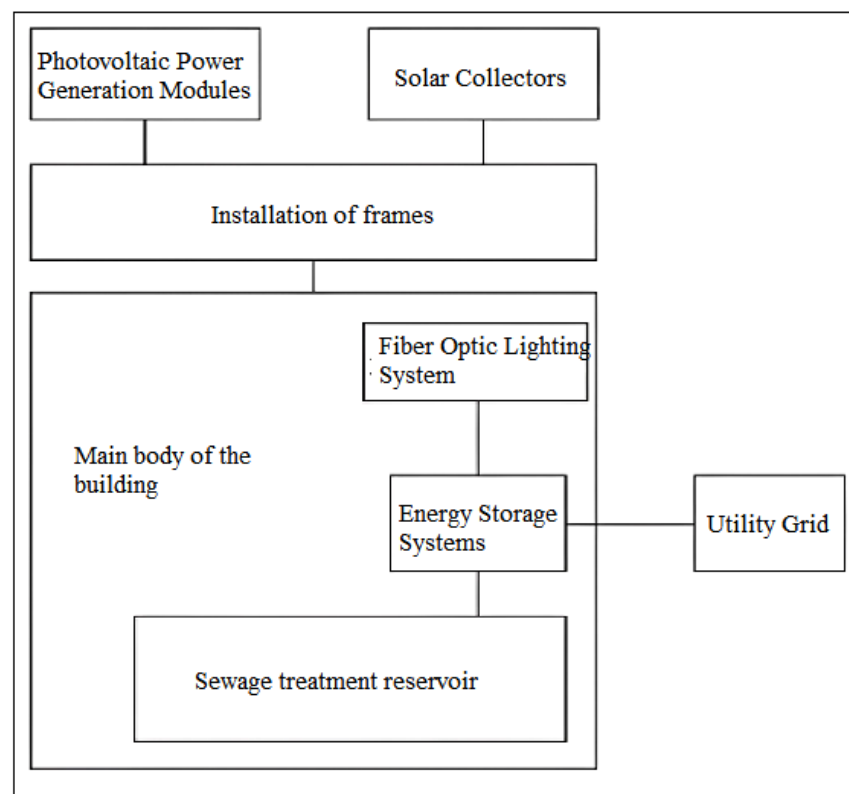 Photovoltaic Power
Generation Modules
Solar Collectors
Installation of frames
Fiber Optic Lighting
System
Main body of the
building
Energy Storage
Systems
Utility Grid
Sewage treatment reservoir